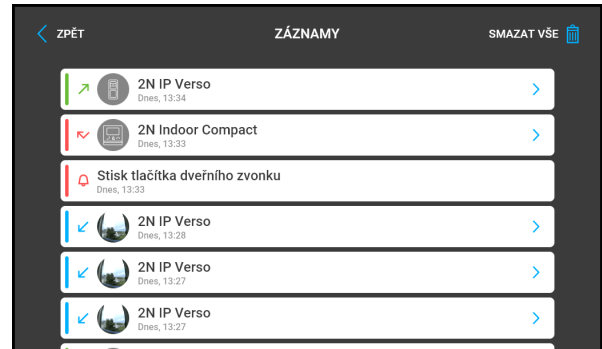 ZPĚT
ZÁZNAMY
SMAZAT VŠE
2N IP Verso
Dnes, 13:34
2N Indoor Compact
Dnes, 13:33
Stisk tlačítka dveřního zvonku
Dnes, 13:33
2N IP Verso
Dnes, 13:28
2N IP Verso
Dnes, 13:27
2N IP Verso
Dnes, 13:27